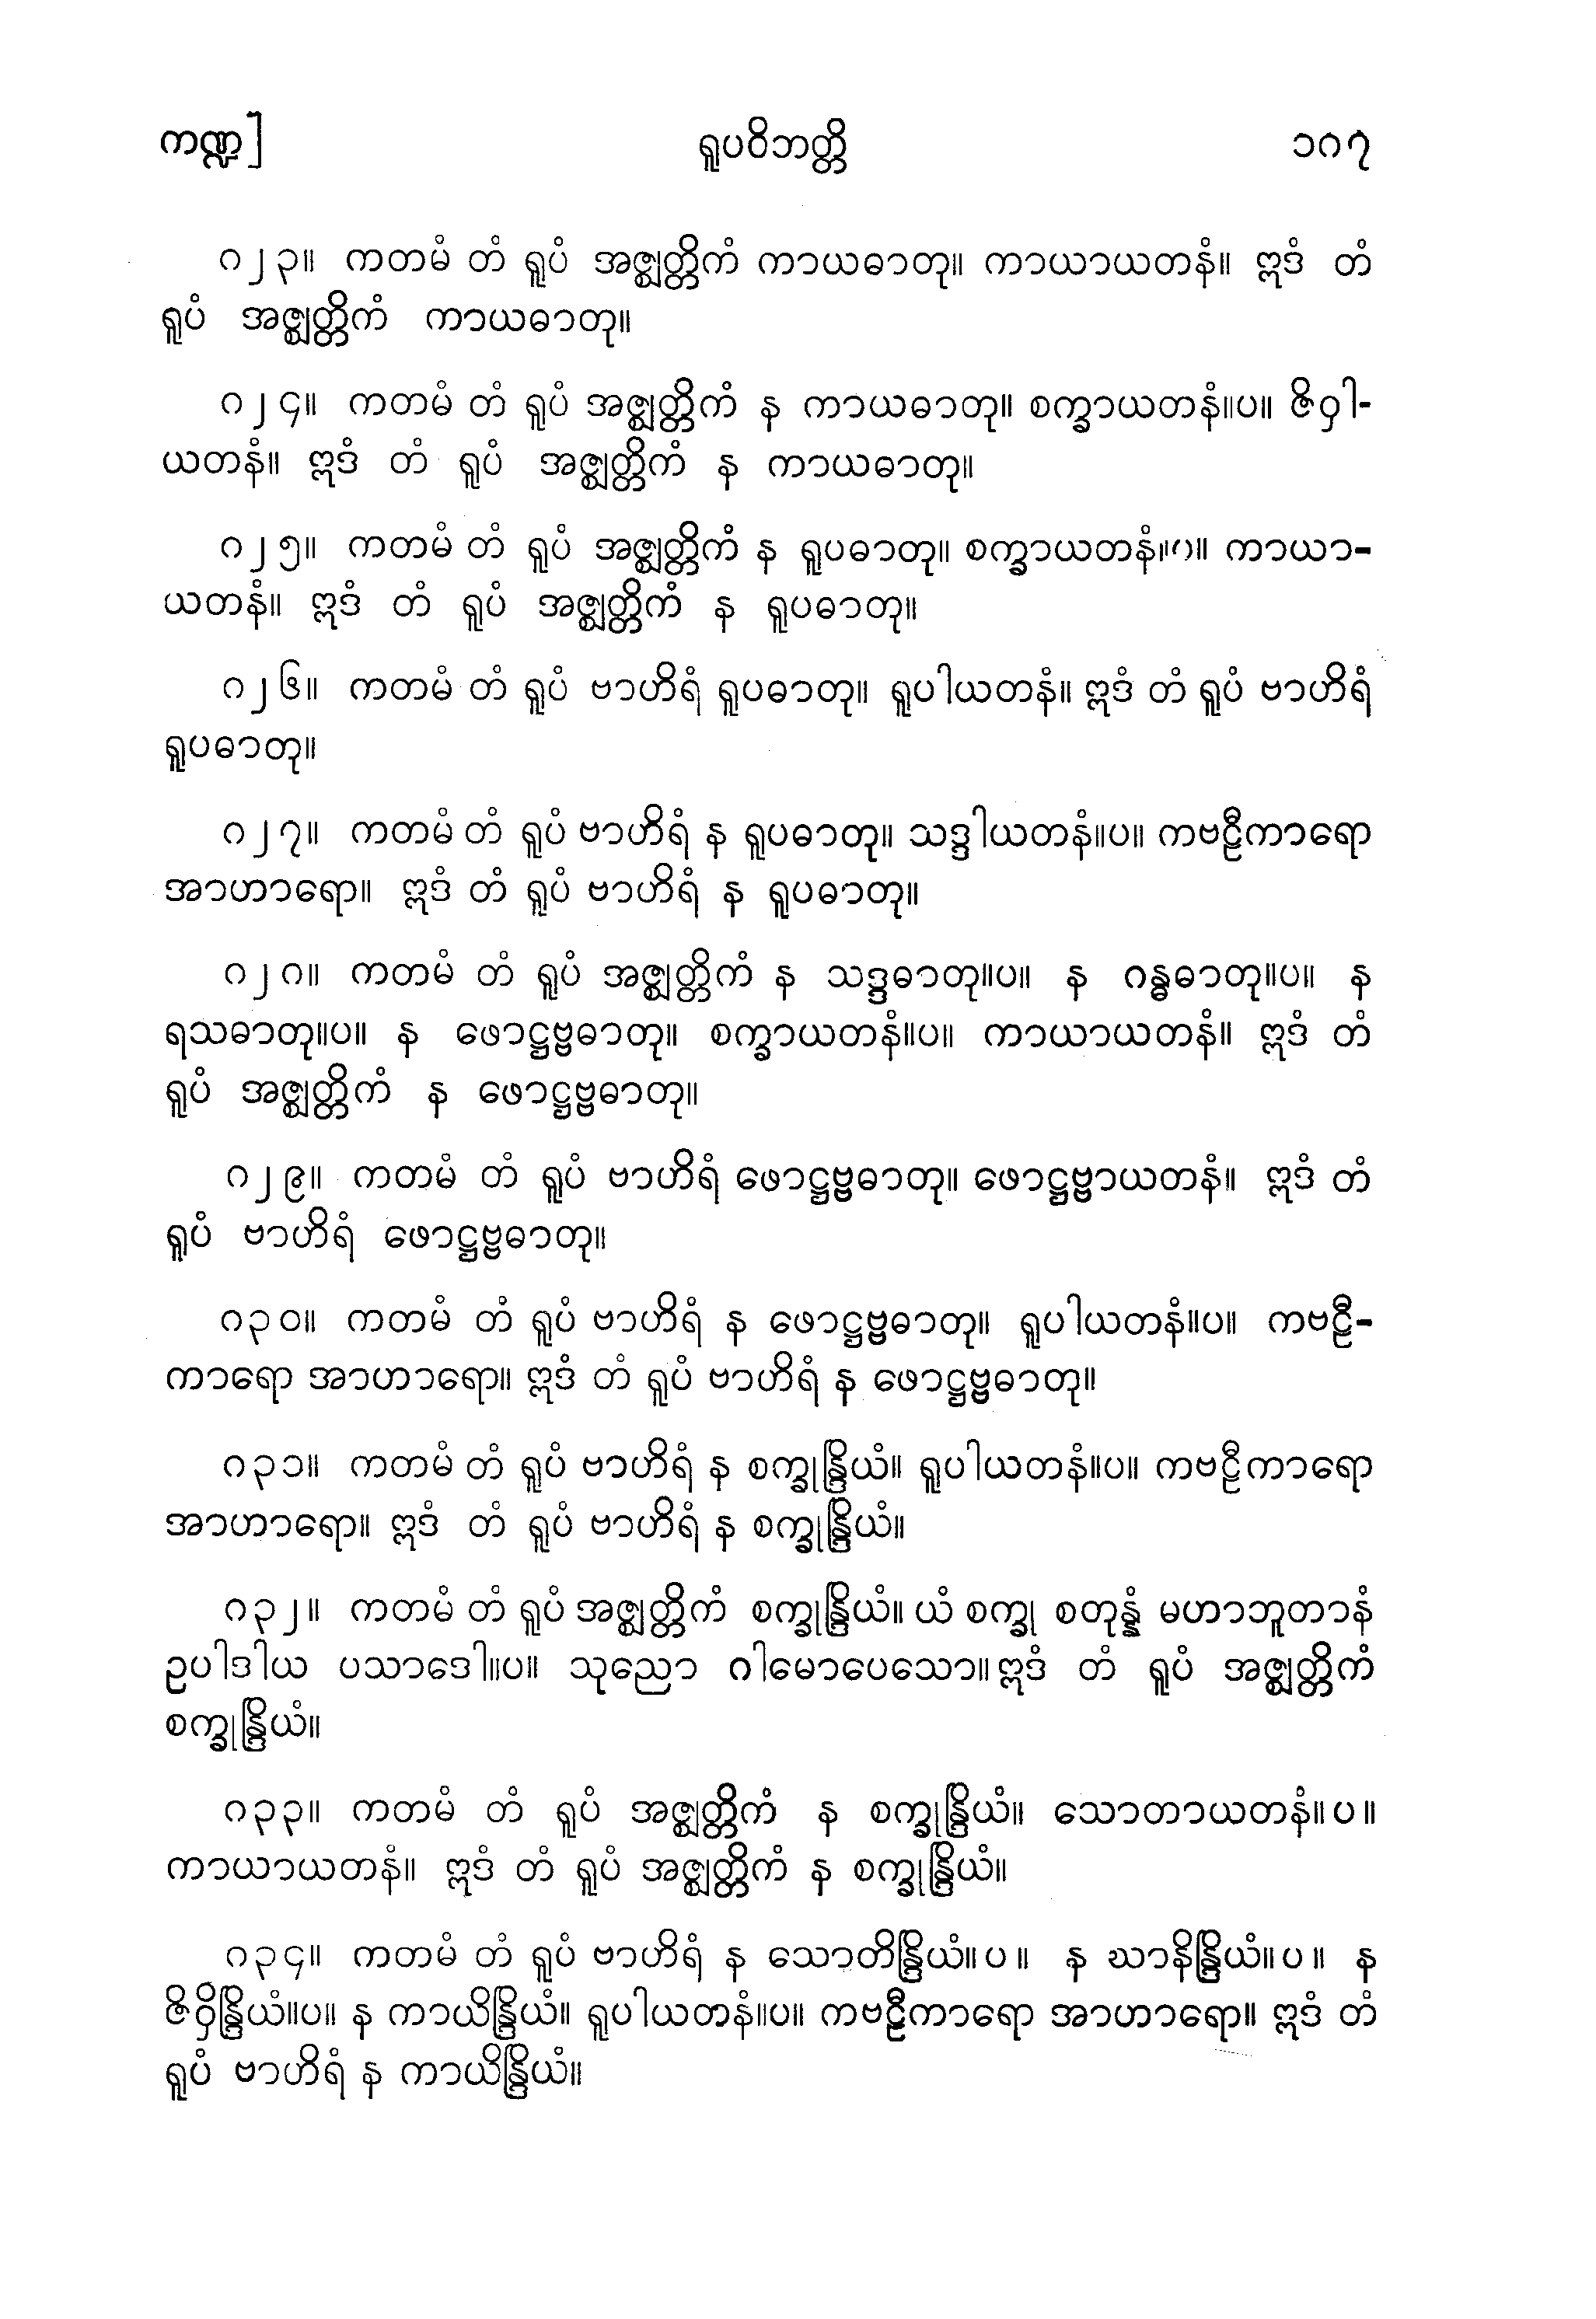 ကဏ္ဍ] ရူပဝိဘတ္တိ ၁၈၇
၈၂၃။ ကတမံ တံ ရူပံ အဇ္ဈတ္တိကံ ကာယဓာတု။ ကာယာယတနံ။ ဣဒံ တံ
ရူပံ အဇ္ဈတ္တိကံ ကာယဓာတု။
၈၂၄။ ကတမံ တံ ရူပံ အဇ္ဈတ္တိကံ န ကာယဓာတု။ စက္ခာယတနံ။ပ။ ဇိဝှါ-
ယတနံ။ ဣဒံ တံ ရူပံ အဇ္ဈတ္တိကံ န ကာယဓာတု။
၈၂၅။ ကတမံ တံ ရူပံ အဇ္ဈတ္တိကံ န ရူပဓာတု။ စက္ခာယတနံ။ပ။ ကာယာ-
ယတနံ။ ဣဒံ တံ ရူပံ အဇ္ဈတ္တိကံ န ရူပဓာတု။
၈၂၆။ ကတမံ တံ ရူပံ ဗာဟိရံ ရူပဓာတု။ ရူပါယတနံ။ ဣဒံ တံ ရူပံ ဗာဟိရံ
ရူပဓာတု။
၈၂၇။ ကတမံ တံ ရူပံ ဗာဟိရံ န ရူပဓာတု။ သဒ္ဒါယတနံ။ပ။ ကဗဠီကာရော
အာဟာရော။ ဣဒံ တံ ရူပံ ဗာဟိရံ န ရူပဓာတု။
၈၂၈။ ကတမံ တံ ရူပံ အဇ္ဈတ္တိကံ န သဒ္ဒဓာတု။ပ။ န ဂန္ဓဓာတု။ပ။ န
ရသဓာတု။ပ။ န ဖောဋ္ဌဗ္ဗဓာတု။ စက္ခာယတနံ။ပ။ ကာယာယတနံ။ ဣဒံ တံ
ရူပံ အဇ္ဈတ္တိကံ န ဖောဋ္ဌဗ္ဗဓာတု။
၈၂၉။ ကတမံ တံ ရူပံ ဗာဟိရံ ဖောဋ္ဌဗ္ဗဓာတု။ ဖောဋ္ဌဗ္ဗာယတနံ။ ဣဒံ တံ
ရူပံ ဗာဟိရံ ဖောဋ္ဌဗ္ဗဓာတု။
၈၃၀။ ကတမံ တံ ရူပံ ဗာဟိရံ န ဖောဋ္ဌဗ္ဗဓာတု။ ရူပါယတနံ။ပ။ ကဗဠီ-
ကာရော အာဟာရော။ ဣဒံ တံ ရူပံ ဗာဟိရံ န ဖောဋ္ဌဗ္ဗဓာတု။
၈၃၁။ ကတမံ တံ ရူပံ ဗာဟိရံ န စက္ခုန္ဒြိယံ။ ရူပါယတနံ။ပ။ ကဗဠီကာရော
အာဟာရော။ ဣဒံ တံ ရူပံ ဗာဟိရံ န စက္ခုန္ဒြိယံ။
၈၃၂။ ကတမံ တံ ရူပံ အဇ္ဈတ္တိကံ စက္ခုန္ဒြိယံ။ ယံ စက္ခု စတုန္နံ မဟာဘူတာနံ
ဥပါဒါယ ပသာဒေါ။ပ။ သုညော ဂါမောပေသော။ ဣဒံ တံ ရူပံ အဇ္ဈတ္တိကံ
စက္ခုန္ဒြိယံ။
၈၃၃။ ကတမံ တံ ရူပံ အဇ္ဈတ္တိကံ န စက္ခုန္ဒြိယံ။ သောတာယတနံ။ပ။
ကာယာယတနံ။ ဣဒံ တံ ရူပံ အဇ္ဈတ္တိကံ န စက္ခုန္ဒြိယံ။
၈၃၄။ ကတမံ တံ ရူပံ ဗာဟိရံ န သောတိန္ဒြိယံ။ပ။ န ဃာနိန္ဒြိယံ။ပ။ န
ဇိဝှိန္ဒြိယံ။ပ။ န ကာယိန္ဒြိယံ။ ရူပါယတနံ။ပ။ ကဗဠီကာရော အာဟာရော။ ဣဒံ တံ
ရူပံ ဗာဟိရံ န ကာယိန္ဒြိယံ။